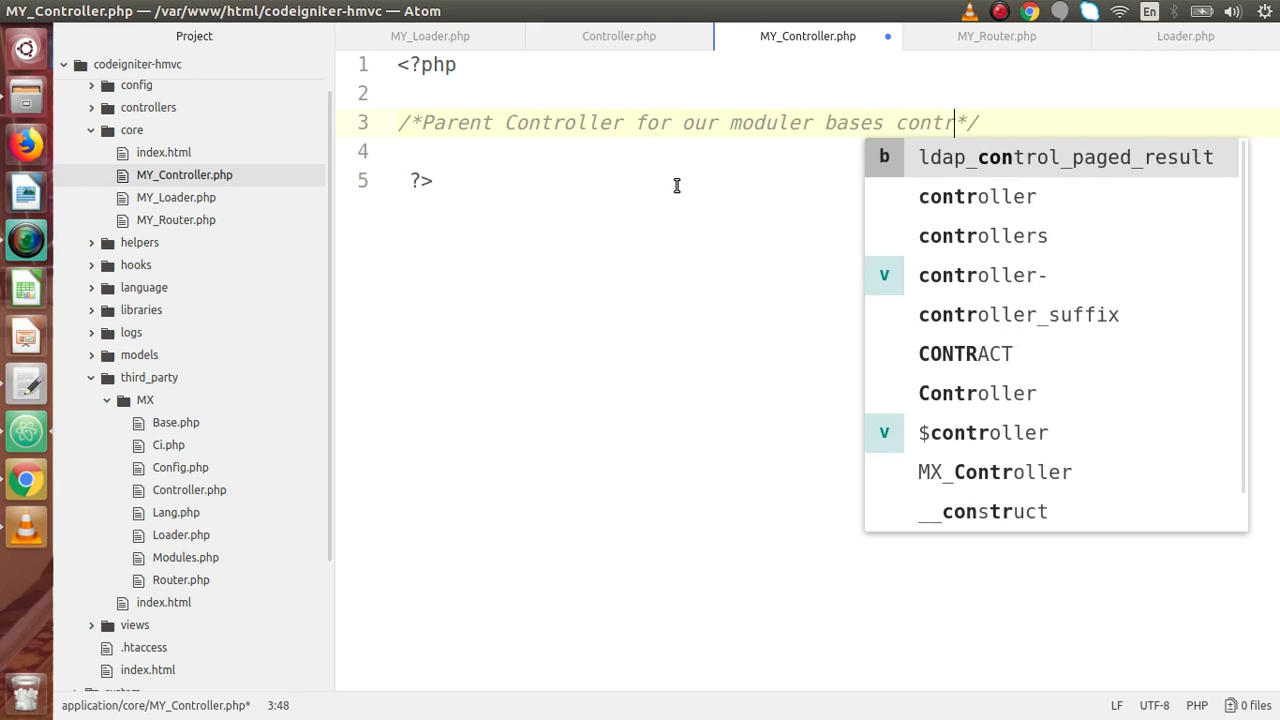 MY_Controller.php — /var/www/html/codeigniter-hmvc — Atom
En
Project
MY_Loader.php
Controller.php
MY_Controller.php
MY_Router.php
Loader.php
codeigniter-hmvc
config
controllers
core
index.html
MY_Controller.php
MY_Loader.php
MY_Router.php
helpers
hooks
language
libraries
logs
models
third_party
MX
Base.php
Ci.php
Config.php
Controller.php
Lang.php
Loader.php
Modules.php
Router.php
index.html
views
.htaccess
index.html
1 <?php
2
3 /*Parent Controller for our moduler bases contr*/
4
5 ?>
b ldap_control_paged_result
controller
controllers
v controller-
controller_suffix
CONTRACT
Controller
v $controller
MX_Controller
__construct
application/core/MY_Controller.php* 3:48
LF UTF-8 PHP 0 files